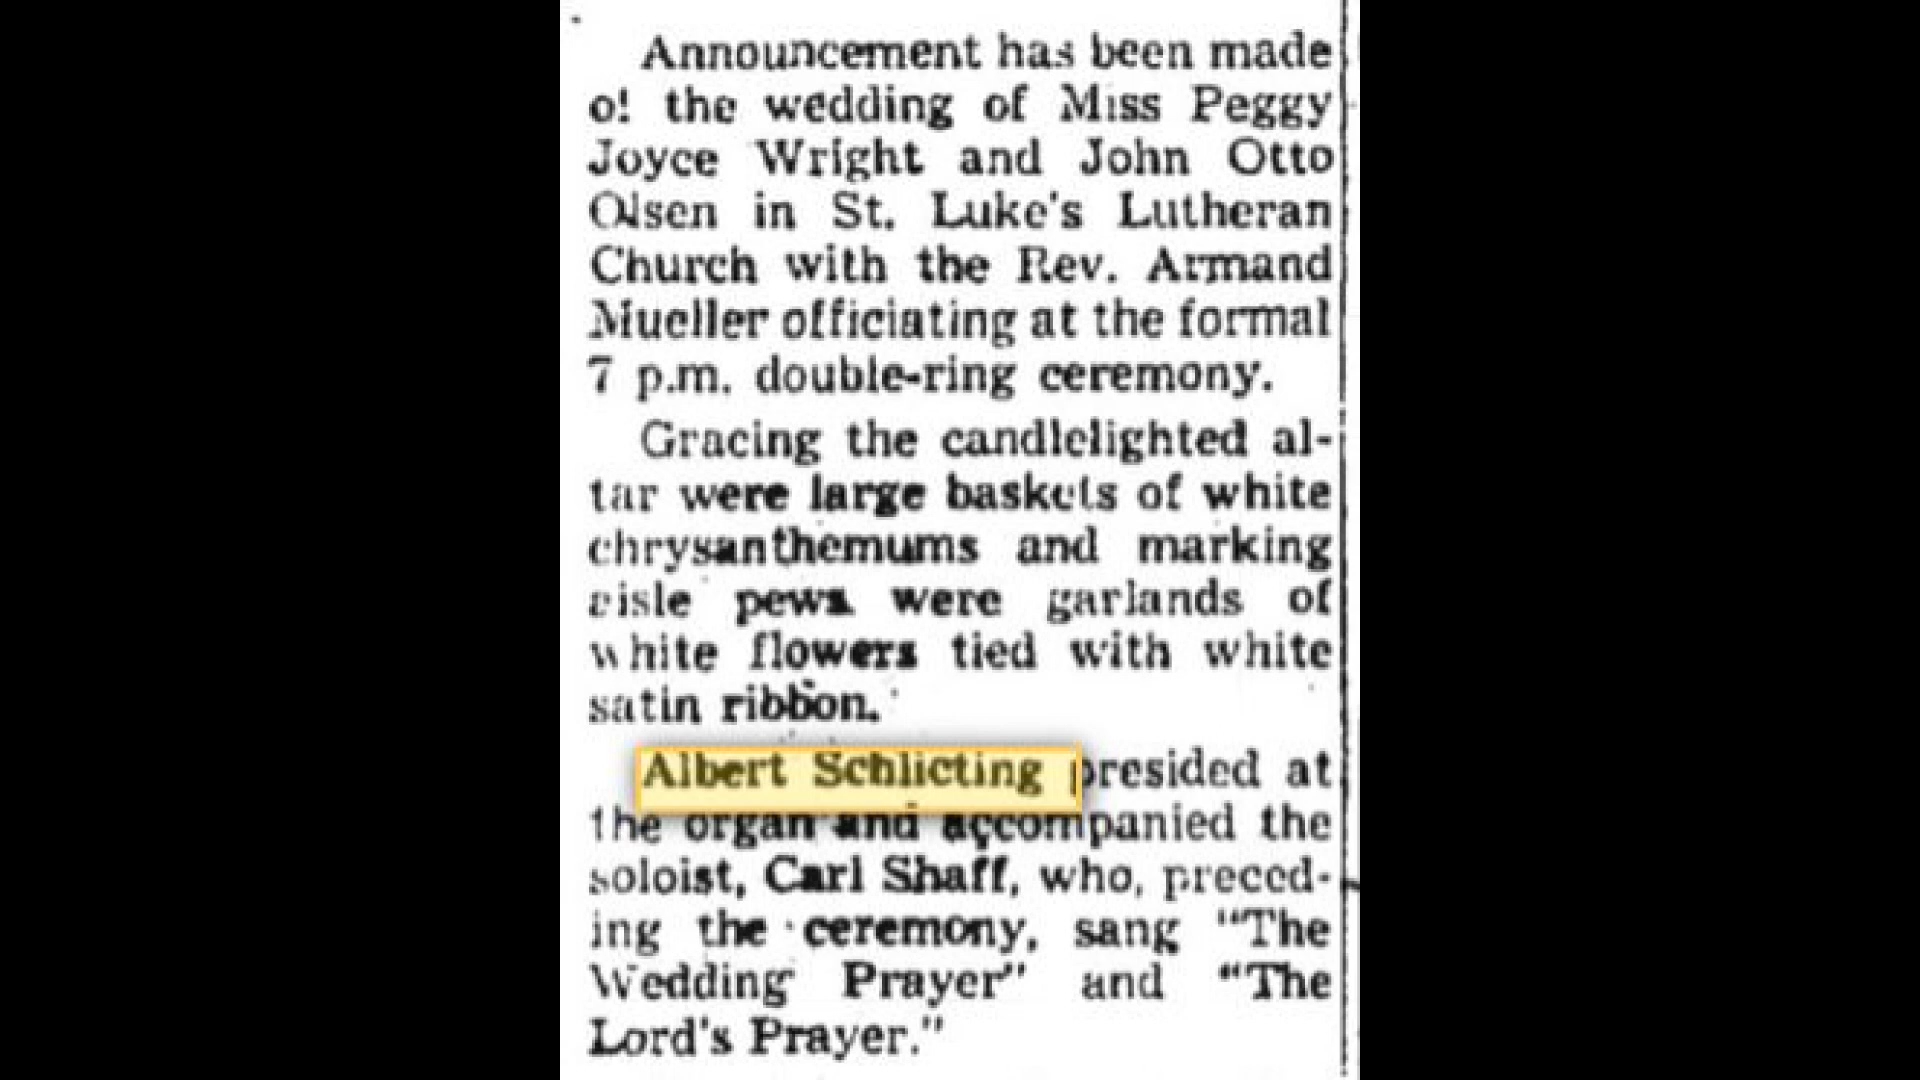 Announcement has been made
of the wedding of Miss Peggy
Joyce Wright and John Otto
Olsen in St. Luke's Lutheran
Church with the Rev. Armand
Mueller officiating at the formal
7 p.m. double-ring ceremony.
Gracing the candlelighted al-
tar were large baskets of white
chrysanthemums and marking
aisle pews were garlands of
white flowers tied with white
satin ribbon.
Albert Schlicting presided at
the organ and accompanied the
soloist, Carl Shaff, who, preced-
ing the ceremony, sang "The
Wedding Prayer" and "The
Lord's Prayer."